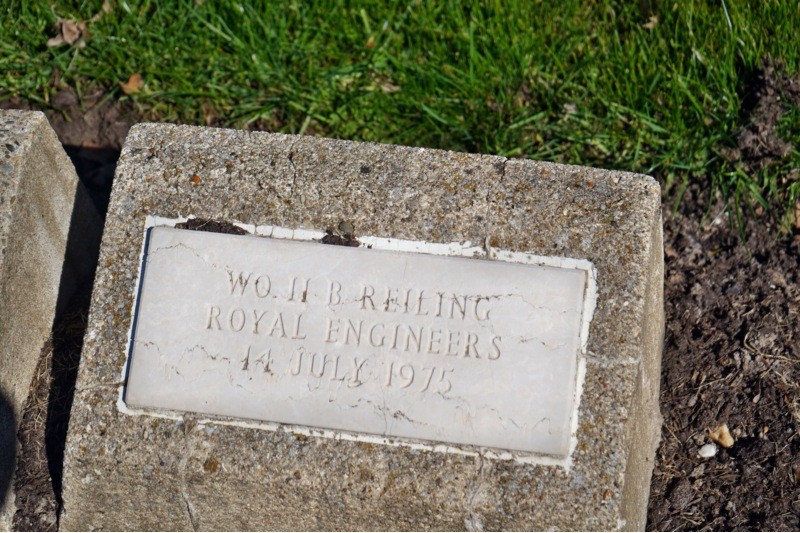 WO. II B REILING
ROYAL ENGINEERS
14 JULY 1975